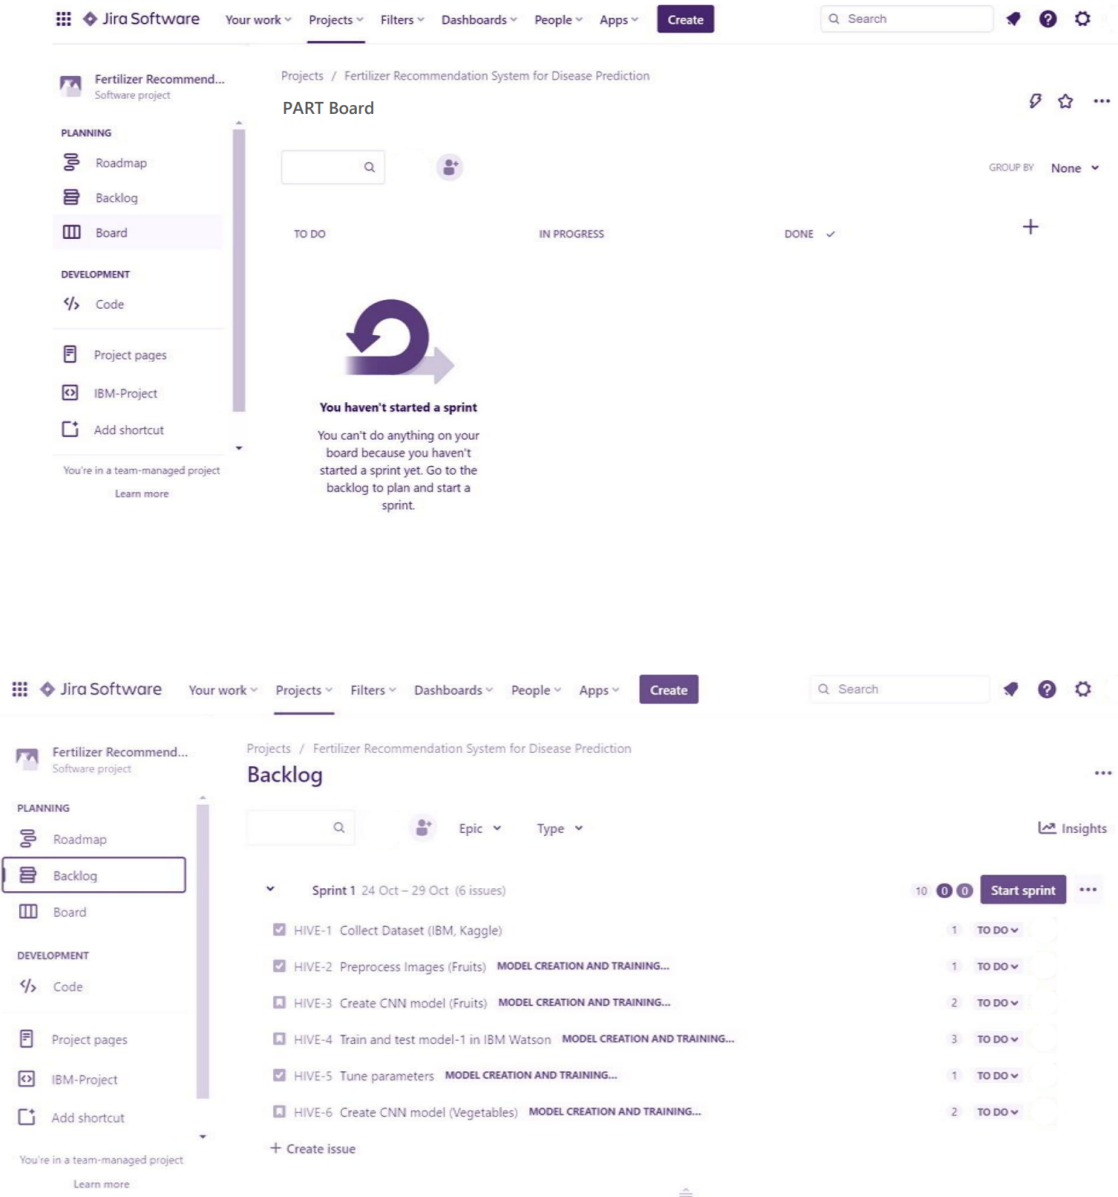 Jira Software Your work Projects Filters Dashboards People Apps Create Search
Fertilizer Recommend...
Software project
Projects / Fertilizer Recommendation System for Disease Prediction
PART Board
PLANNING
Roadmap
Backlog
Board
DEVELOPMENT
Code
Project pages
IBM-Project
Add shortcut
You're in a team-managed project
Learn more
GROUP BY None
TO DO IN PROGRESS DONE
You haven't started a sprint
You can't do anything on your
board because you haven't
started a sprint yet. Go to the
backlog to plan and start a
sprint.
Jira Software Your work Projects Filters Dashboards People Apps Create Search
Fertilizer Recommend...
Software project
Projects / Fertilizer Recommendation System for Disease Prediction
Backlog
PLANNING
Roadmap
Backlog
Board
DEVELOPMENT
Code
Project pages
IBM-Project
Add shortcut
You're in a team-managed project
Learn more
Epic Type Insights
Sprint 1 24 Oct – 29 Oct (6 issues) 10 0 0 Start sprint
HIVE-1 Collect Dataset (IBM, Kaggle) 1 TO DO
HIVE-2 Preprocess Images (Fruits) MODEL CREATION AND TRAINING... 1 TO DO
HIVE-3 Create CNN model (Fruits) MODEL CREATION AND TRAINING... 2 TO DO
HIVE-4 Train and test model-1 in IBM Watson MODEL CREATION AND TRAINING... 3 TO DO
HIVE-5 Tune parameters MODEL CREATION AND TRAINING... 1 TO DO
HIVE-6 Create CNN model (Vegetables) MODEL CREATION AND TRAINING... 2 TO DO
+ Create issue